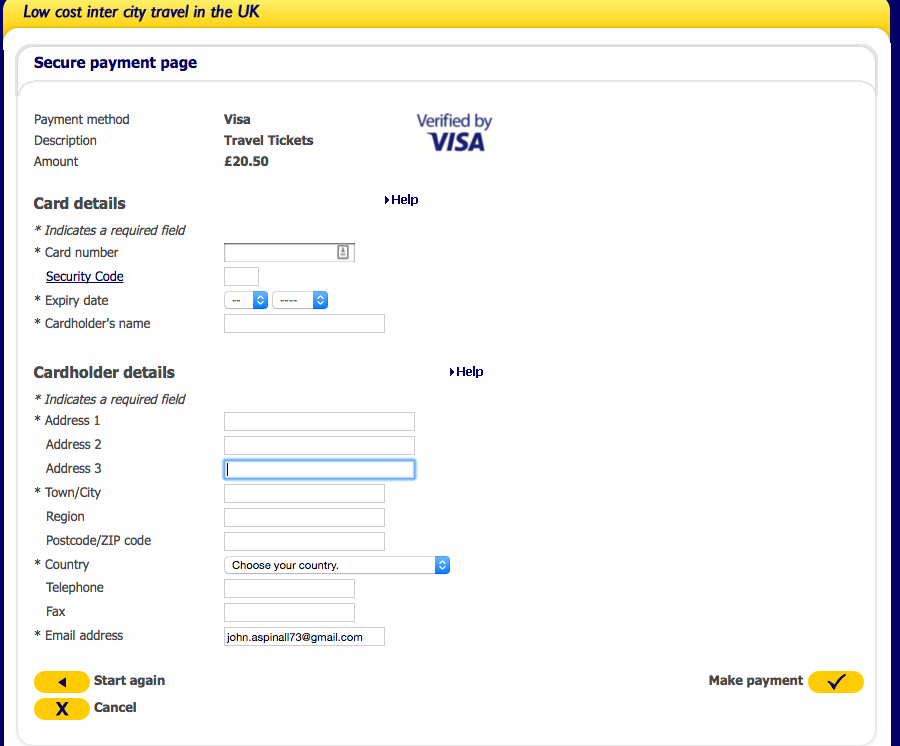 Low cost inter city travel in the UK
Secure payment page
Payment method Visa Verified by
Description Travel Tickets VISA
Amount £20.50
Card details Help
* Indicates a required field
* Card number
Security Code
* Expiry date -- ----
* Cardholder's name
Cardholder details Help
* Indicates a required field
* Address 1
Address 2
Address 3
* Town/City
Region
Postcode/ZIP code
* Country Choose your country.
Telephone
Fax
* Email address john.aspinall73@gmail.com
Start again Make payment
X Cancel